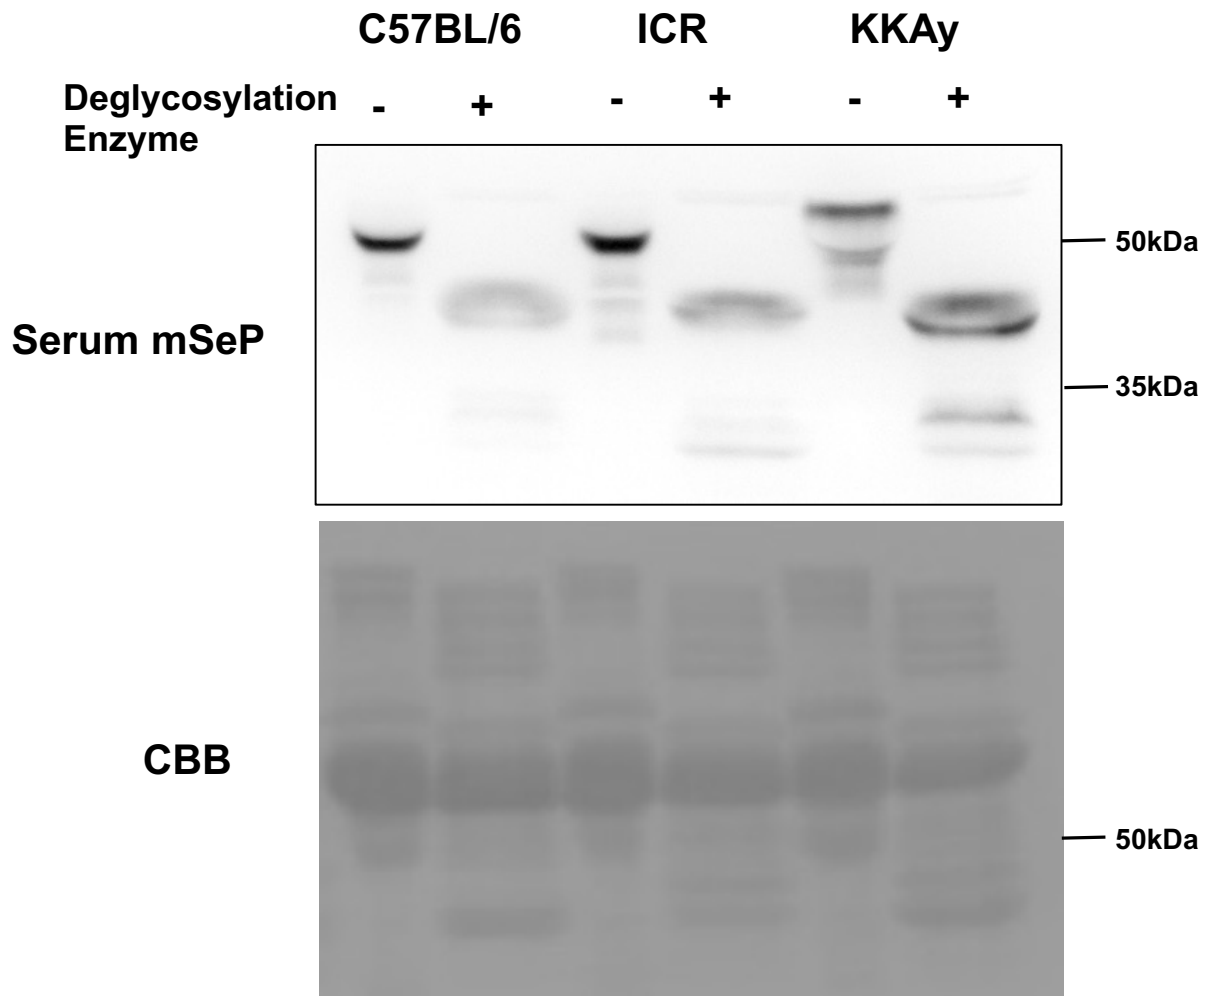 C57BL/6 ICR KKAy
Deglycosylation - + - + - +
Enzyme
50kDa
Serum mSeP
35kDa
CBB
50kDa